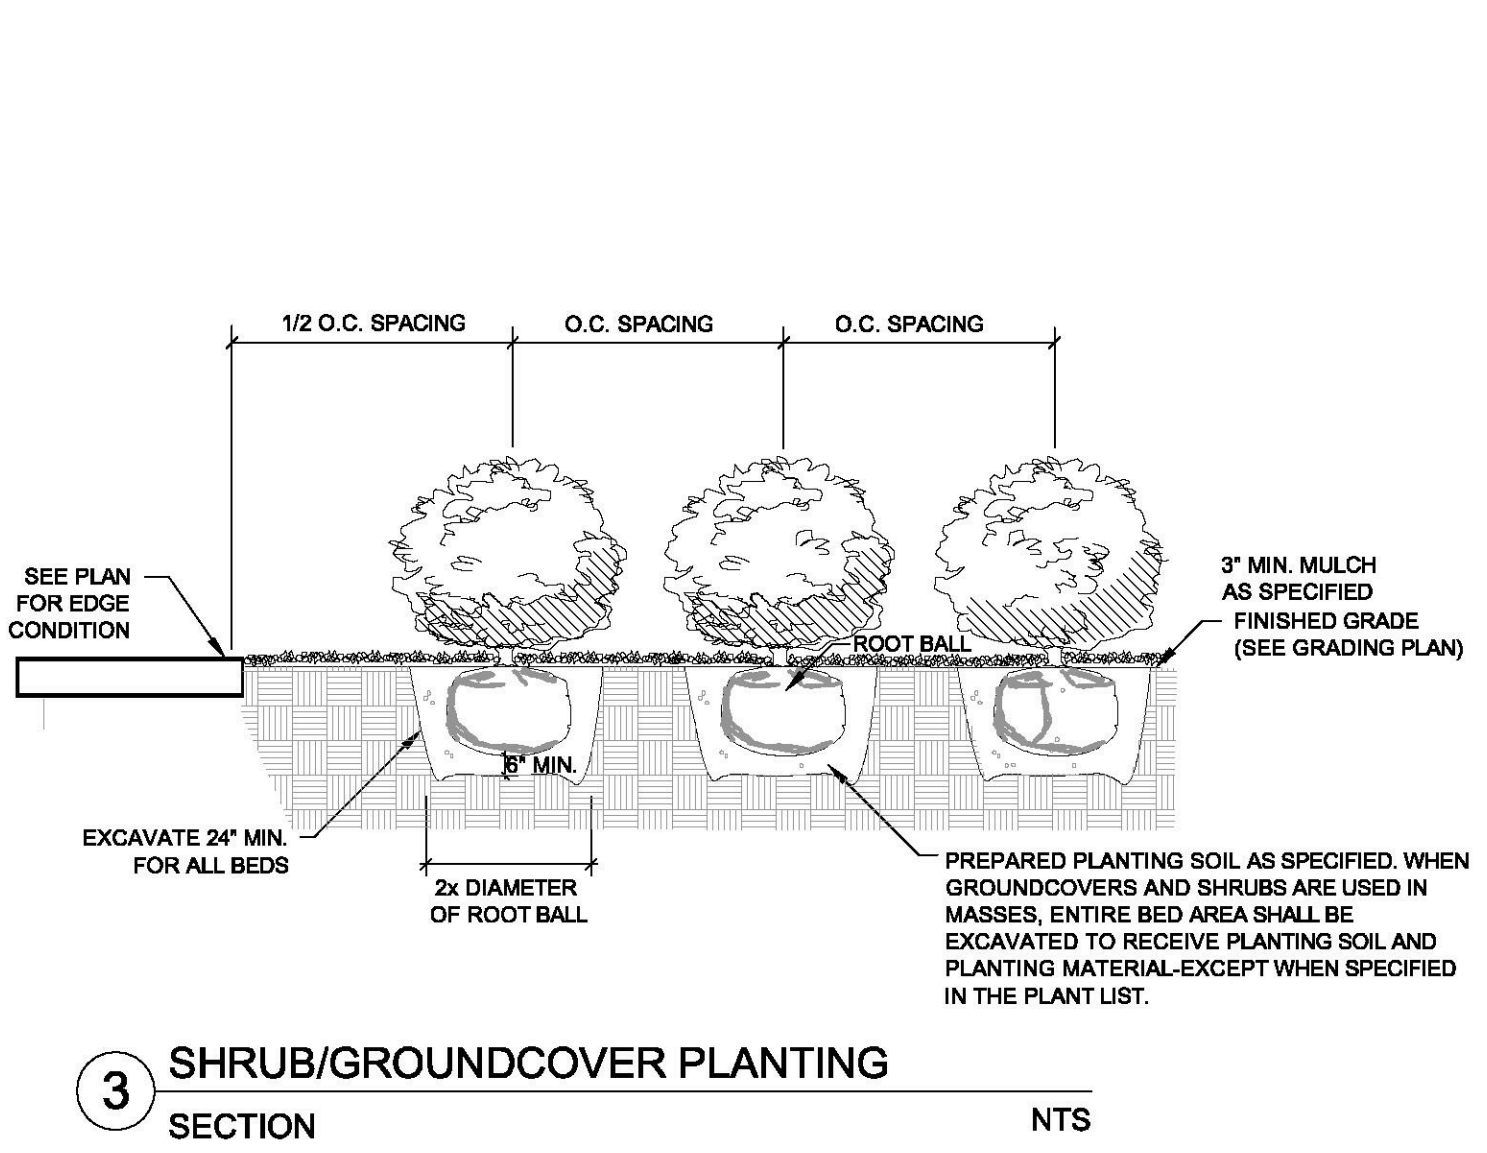 1/2 O.C. SPACING
O.C. SPACING
O.C. SPACING
SEE PLAN
FOR EDGE
CONDITION
3" MIN. MULCH
AS SPECIFIED
FINISHED GRADE
(SEE GRADING PLAN)
ROOT BALL
6" MIN.
EXCAVATE 24" MIN.
FOR ALL BEDS
2x DIAMETER
OF ROOT BALL
PREPARED PLANTING SOIL AS SPECIFIED. WHEN
GROUNDCOVERS AND SHRUBS ARE USED IN
MASSES, ENTIRE BED AREA SHALL BE
EXCAVATED TO RECEIVE PLANTING SOIL AND
PLANTING MATERIAL-EXCEPT WHEN SPECIFIED
IN THE PLANT LIST.
3
SHRUB/GROUNDCOVER PLANTING
SECTION
NTS